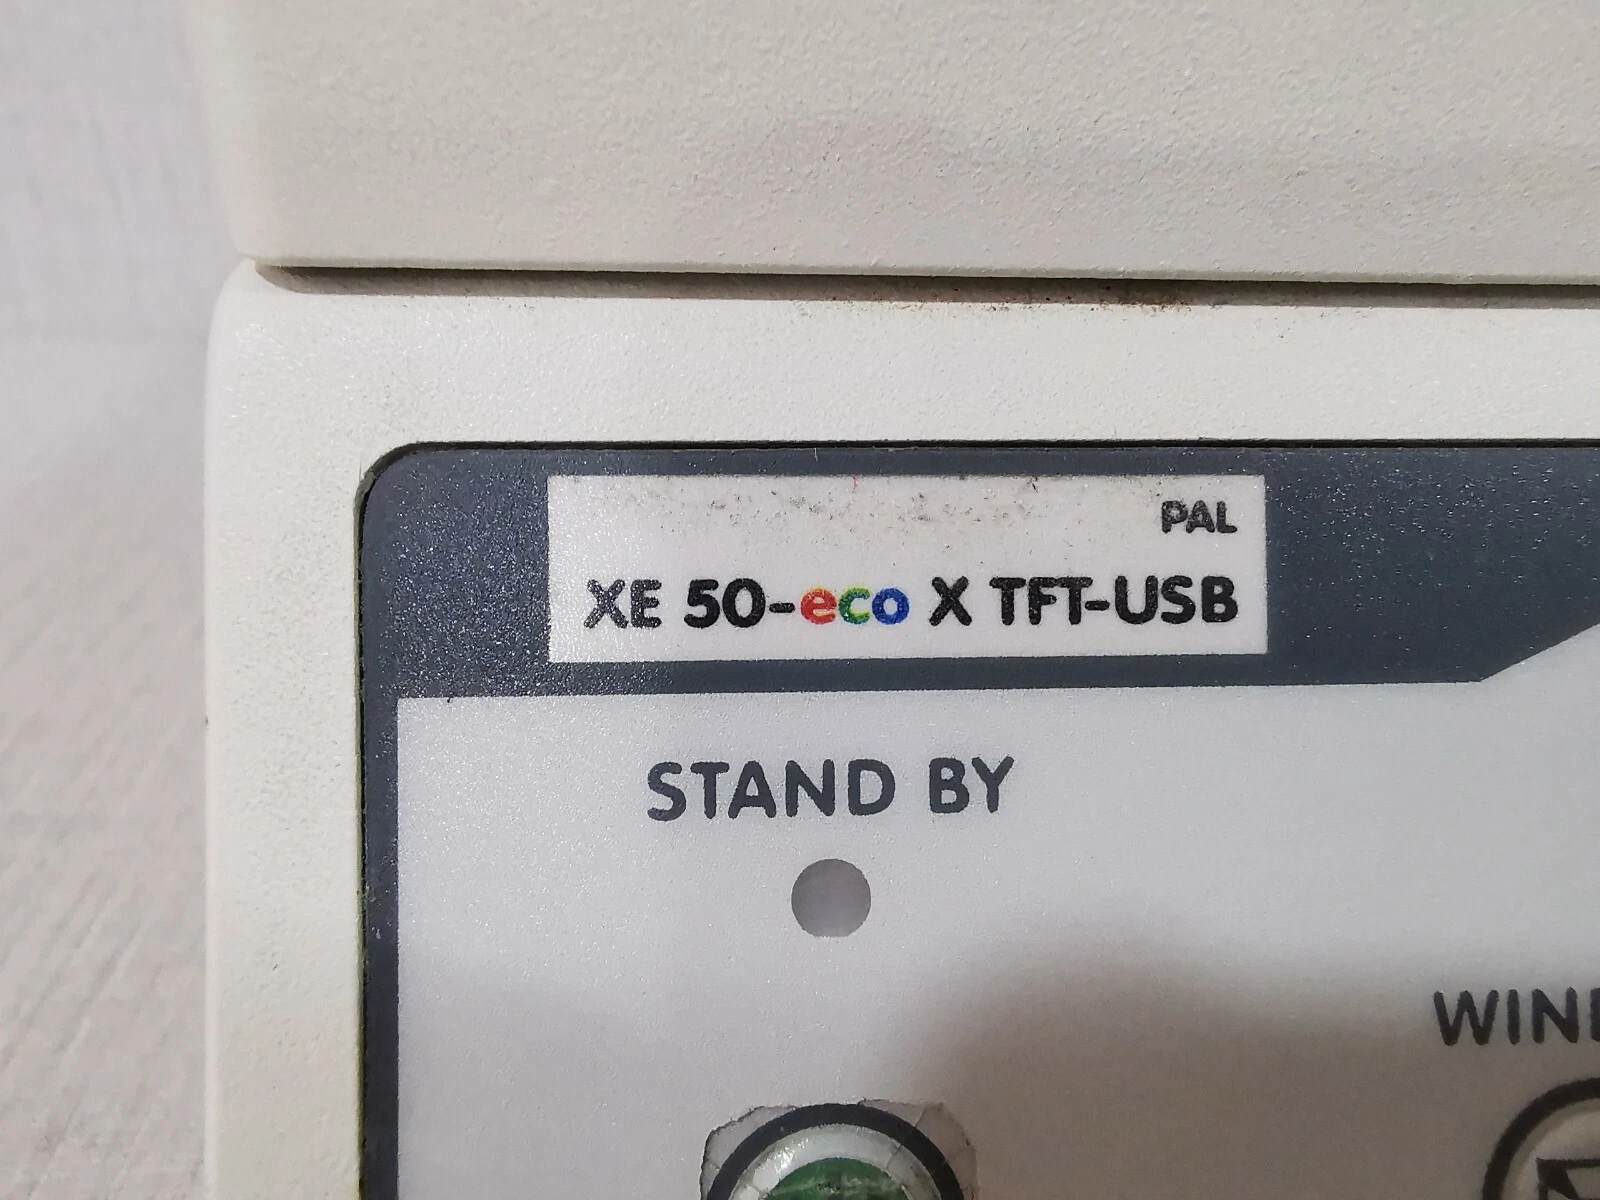 PAL
XE 50-eco X TFT-USB
STAND BY